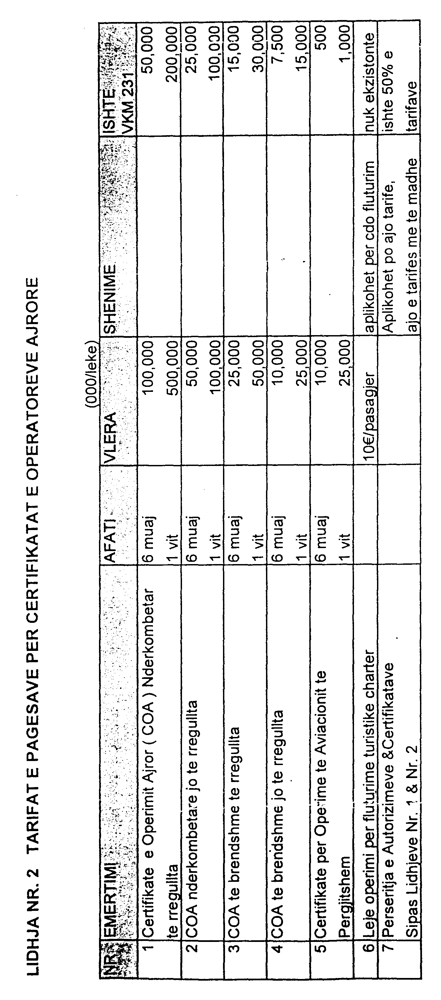 LIDHJA NR. 2 TARIFAT E PAGESAVE PER CERTIFIKATAT E OPERATOREVE AJRORE
(000/leke)
NR EMERTIMI AFATI VLERA SHENIME ISHTE
VKM 231
1 Certifikate e Operimit Ajror ( COA ) Nderkombetar 6 muaj 100,000 50,000
te rregullta 1 vit 500,000 200,000
2 COA nderkombetare jo te rregullta 6 muaj 50,000 25,000
1 vit 100,000 100,000
3 COA te brendshme te rregullta 6 muaj 25,000 15,000
1 vit 50,000 30,000
4 COA te brendshme jo te rregullta 6 muaj 10,000 7,500
1 vit 25,000 15,000
5 Certifikate per Operime te Aviacionit te 6 muaj 10,000 500
Pergjitshem 1 vit 25,000 1,000
6 Leje operimi per fluturime turistike charter 10€/pasagjer aplikohet per cdo fluturim nuk ekzistonte
7 Perseritja e Autorizimeve &Certifikatave Aplikohet po ajo tarife, ishte 50% e
Sipas Lidhjeve Nr. 1 & Nr. 2 ajo e tarifes me te madhe tarifave